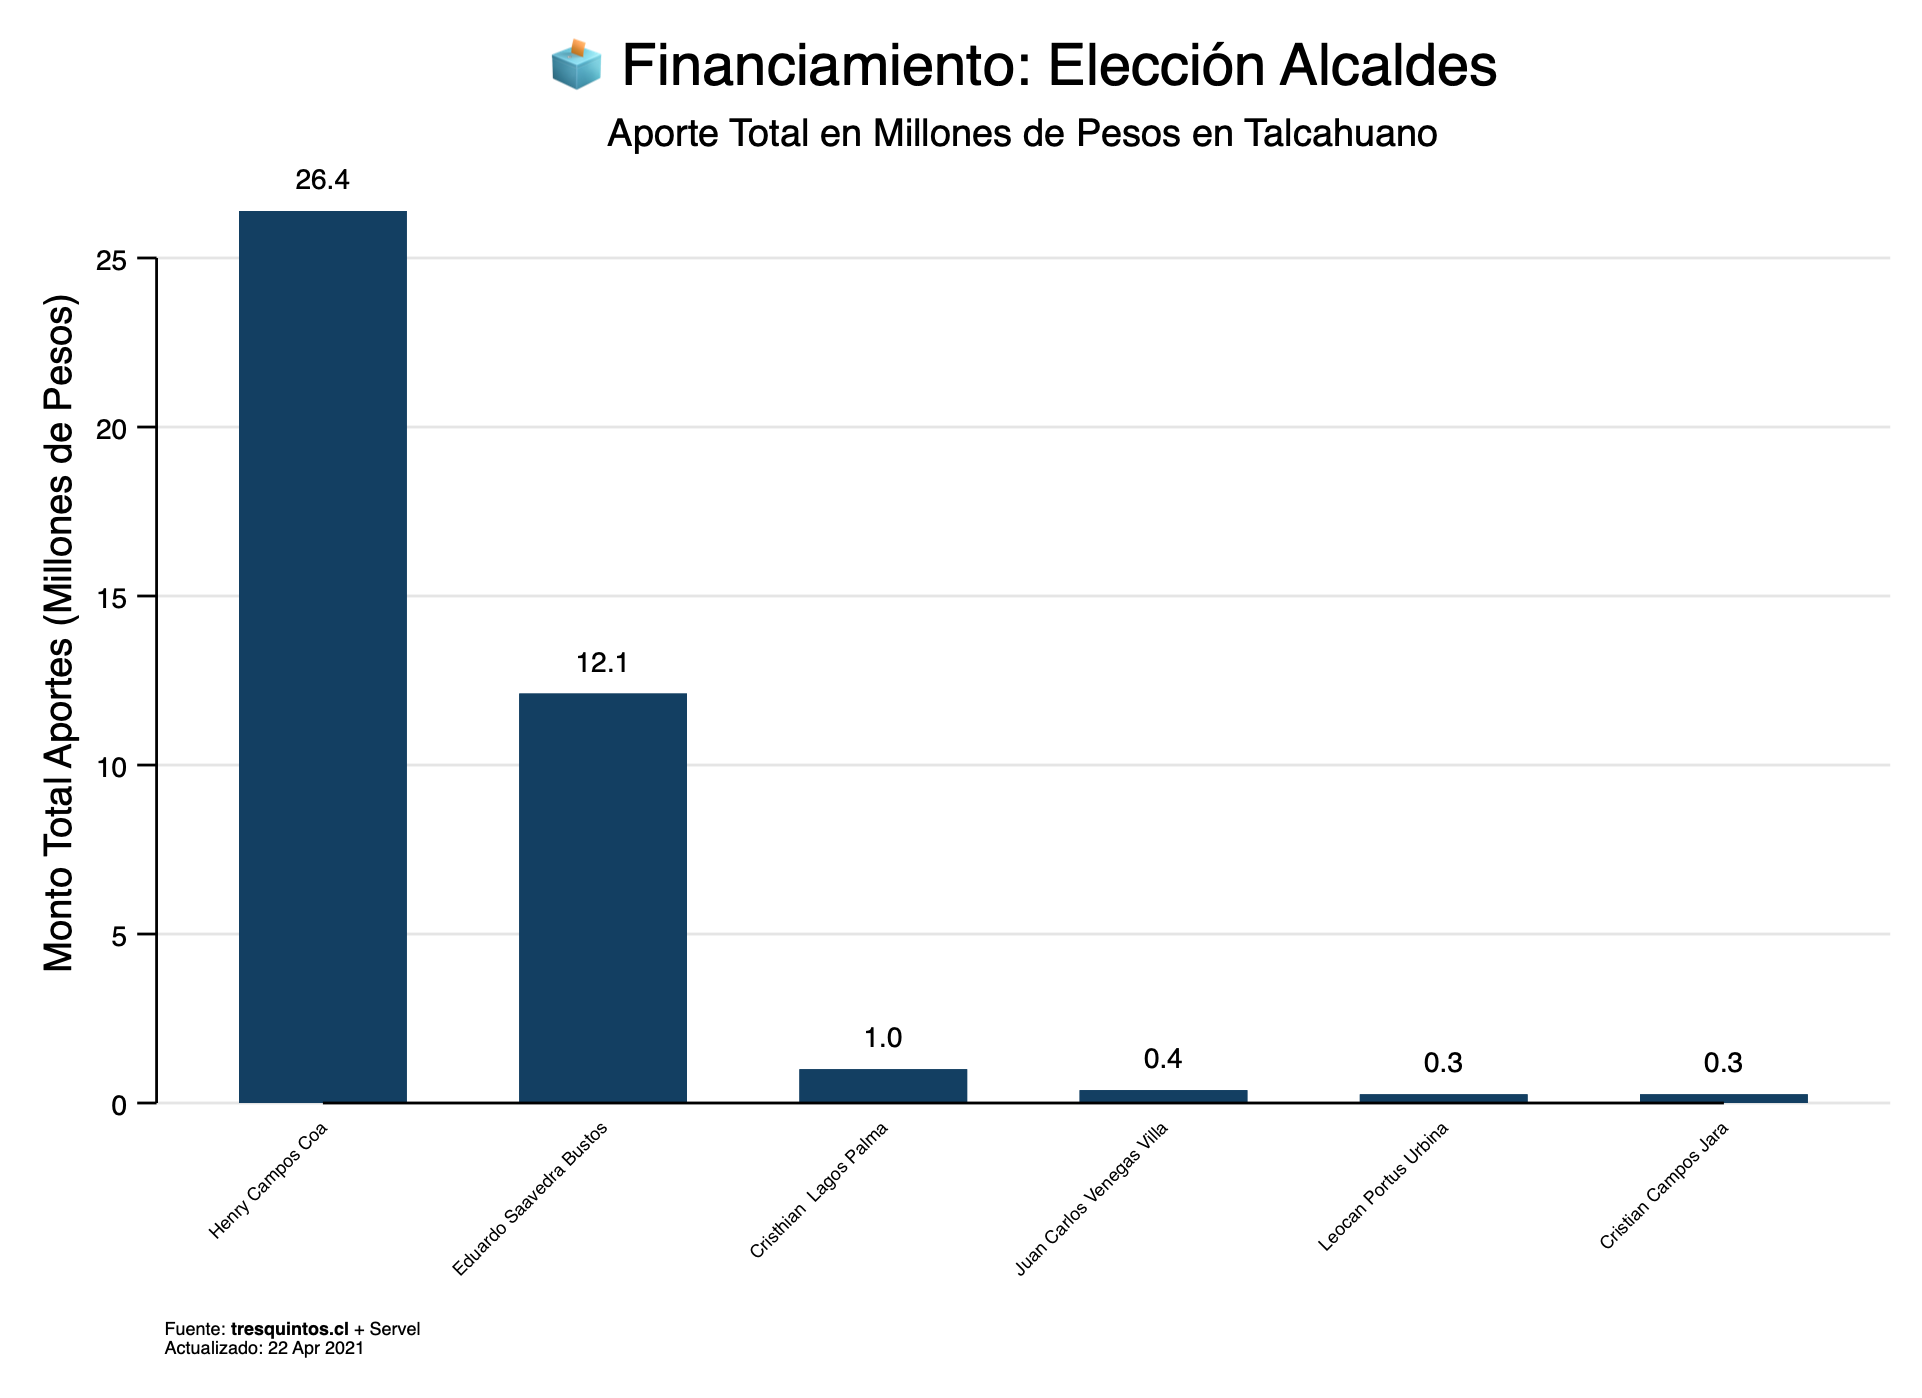 Financiamiento: Elección Alcaldes
Aporte Total en Millones de Pesos en Talcahuano
Monto Total Aportes (Millones de Pesos)
25
20
15
10
5
0
26.4
12.1
1.0
0.4
0.3
0.3
Henry Campos Coa
Eduardo Saavedra Bustos
Cristhian  Lagos Palma
Juan Carlos Venegas Villa
Leocan Portus Urbina
Cristian Campos Jara
Fuente: tresquintos.cl + Servel
Actualizado: 22 Apr 2021